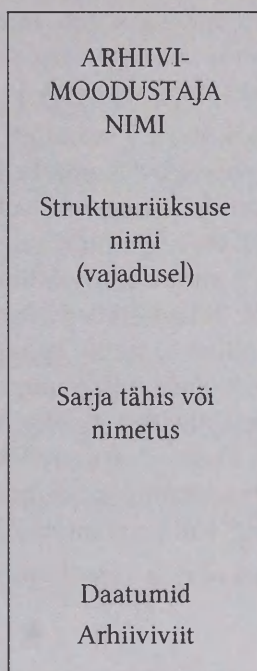 ARHIIVI-
MOODUSTAJA
NIMI
Struktuuriüksuse
nimi
(vajadusel)
Sarja tähis või
nimetus
Daatumid
Arhiiviviit